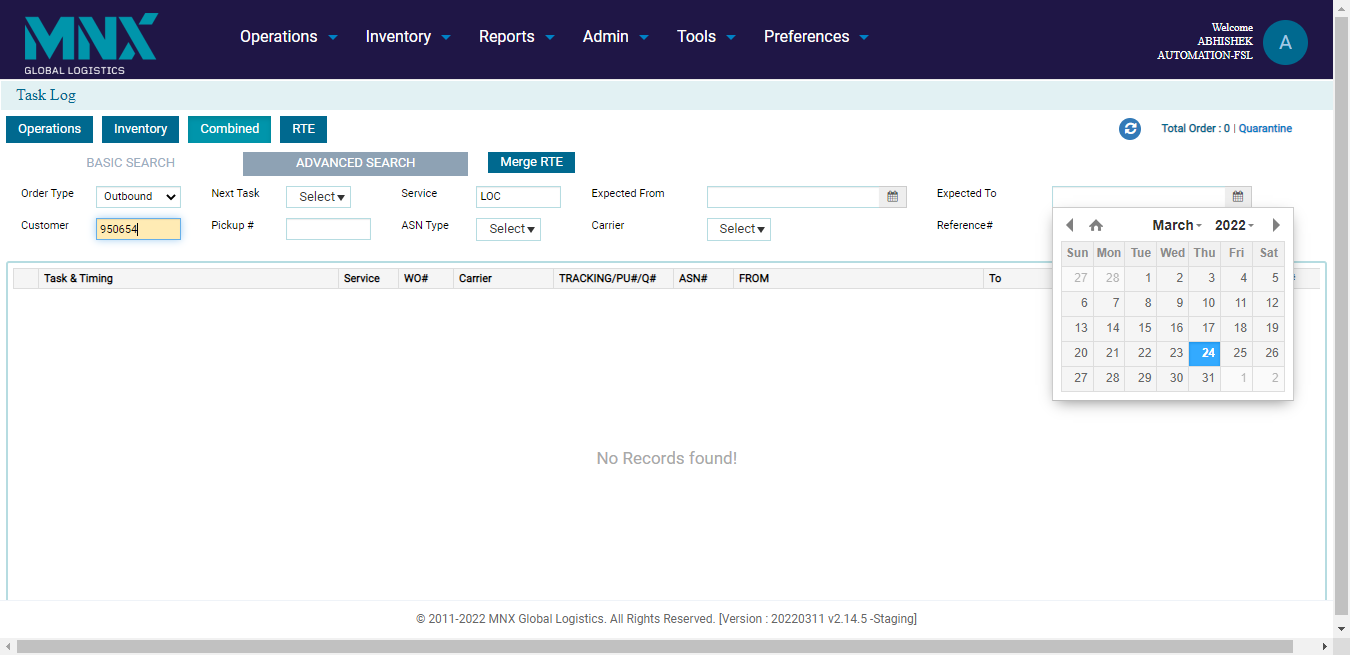 MNX
GLOBAL LOGISTICS
Operations Inventory Reports Admin Tools Preferences
Welcome
ABHISHEK
AUTOMATION-FSL
A
Task Log
Operations Inventory Combined RTE
Total Order : 0 | Quarantine
BASIC SEARCH ADVANCED SEARCH Merge RTE
Order Type Outbound Next Task Select Service LOC Expected From Expected To
Customer 950654 Pickup # ASN Type Select Carrier Select Reference#
March 2022
Sun Mon Tue Wed Thu Fri Sat
27 28 1 2 3 4 5
6 7 8 9 10 11 12
13 14 15 16 17 18 19
20 21 22 23 24 25 26
27 28 29 30 31 1 2
Task & Timing Service WO# Carrier TRACKING/PU#/Q# ASN# FROM To
No Records found!
© 2011-2022 MNX Global Logistics. All Rights Reserved. [Version : 20220311 v2.14.5 -Staging]